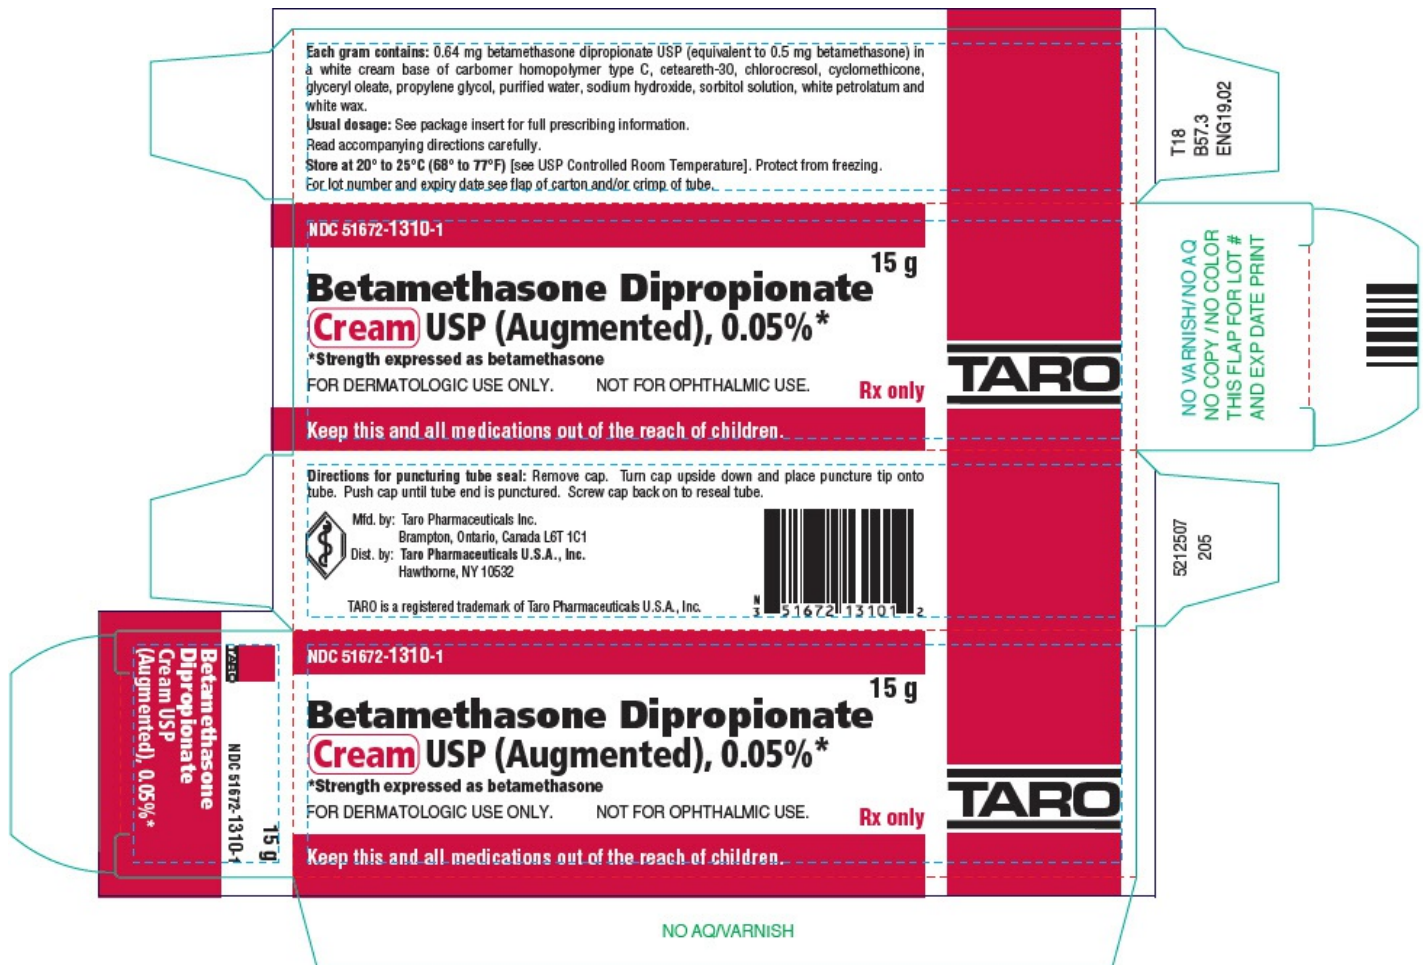 Each gram contains: 0.64 mg betamethasone dipropionate USP (equivalent to 0.5 mg betamethasone) in
a white cream base of carbomer homopolymer type C, ceteareth-30, chlorocresol, cyclomethicone,
glyceryl oleate, propylene glycol, purified water, sodium hydroxide, sorbitol solution, white petrolatum and
white wax.
Usual dosage: See package insert for full prescribing information.
Read accompanying directions carefully.
Store at 20° to 25°C (68° to 77°F) [see USP Controlled Room Temperature]. Protect from freezing.
For lot number and expiry date see flap of carton and/or crimp of tube.
T18
B57.3
ENG19.02
NDC 51672-1310-1
15 g
Betamethasone Dipropionate
Cream USP (Augmented), 0.05%*
*Strength expressed as betamethasone
FOR DERMATOLOGIC USE ONLY. NOT FOR OPHTHALMIC USE.
Rx only
Keep this and all medications out of the reach of children.
TARO
NO VARNISH/NO AQ
NO COPY / NO COLOR
THIS FLAP FOR LOT #
AND EXP DATE PRINT
Directions for puncturing tube seal: Remove cap. Turn cap upside down and place puncture tip onto
tube. Push cap until tube end is punctured. Screw cap back on to reseal tube.
Mfd. by: Taro Pharmaceuticals Inc.
Brampton, Ontario, Canada L6T 1C1
Dist. by: Taro Pharmaceuticals U.S.A., Inc.
Hawthorne, NY 10532
TARO is a registered trademark of Taro Pharmaceuticals U.S.A., Inc.
N
3 51672 13101 2
5212507
205
NDC 51672-1310-1
15 g
Betamethasone Dipropionate
Cream USP (Augmented), 0.05%*
*Strength expressed as betamethasone
FOR DERMATOLOGIC USE ONLY. NOT FOR OPHTHALMIC USE.
Rx only
Keep this and all medications out of the reach of children.
TARO
TARO
15 g
NDC 51672-1310-1
Betamethasone
Dipropionate
Cream USP
(Augmented), 0.05%*
NO AQ/VARNISH